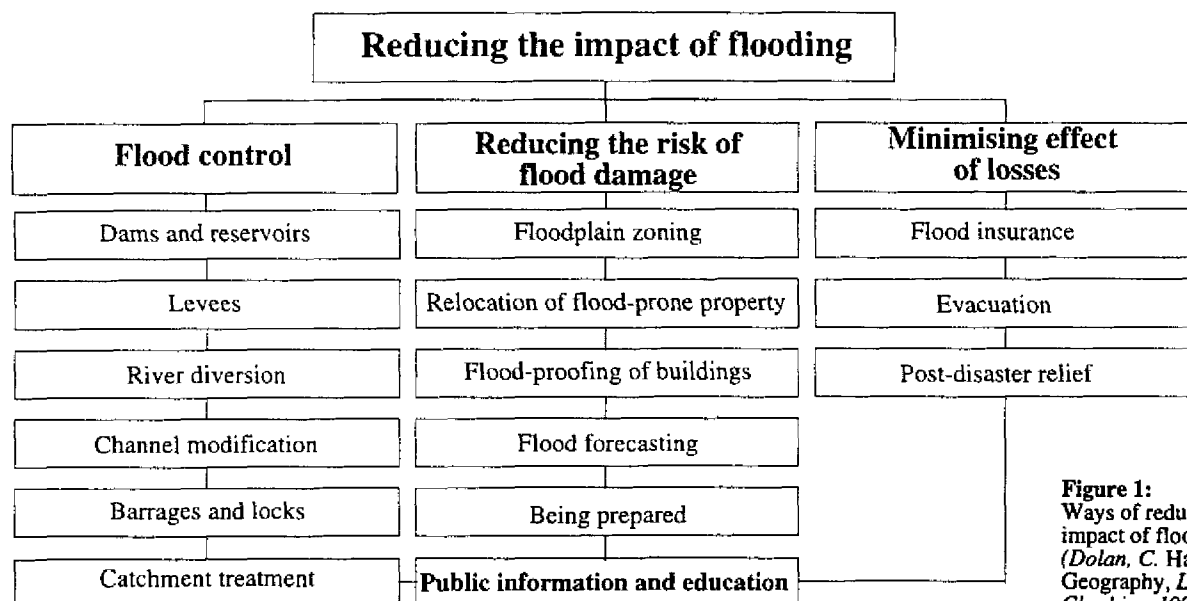 Reducing the impact of flooding
Flood control
Dams and reservoirs
Levees
River diversion
Channel modification
Barrages and locks
Catchment treatment
Reducing the risk of
flood damage
Floodplain zoning
Relocation of flood-prone property
Flood-proofing of buildings
Flood forecasting
Being prepared
Public information and education
Minimising effect
of losses
Flood insurance
Evacuation
Post-disaster relief
Figure 1:
Ways of redu
impact of floo
(Dolan, C. Ha
Geography, L